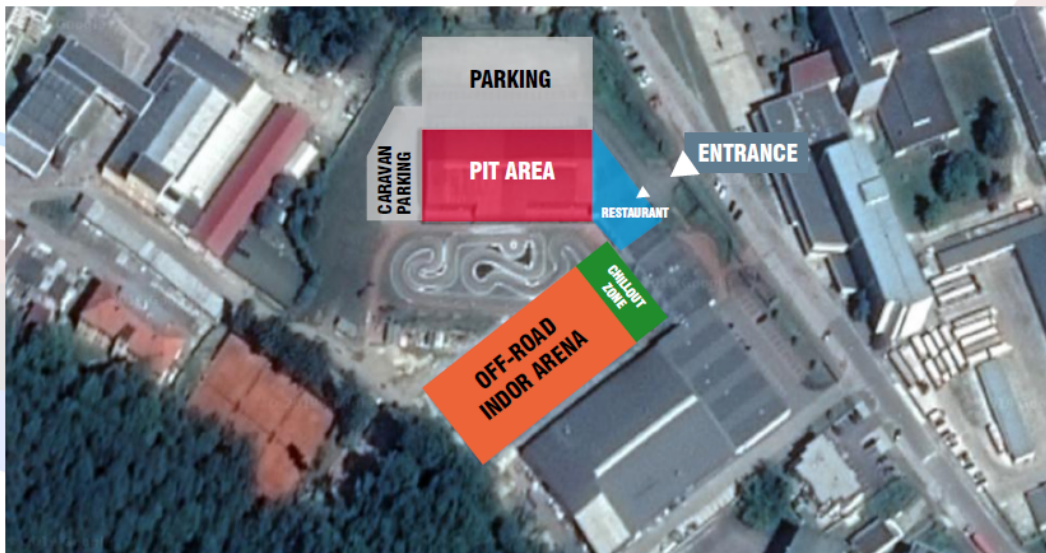 PARKING
CARAVAN
PARKING
PIT AREA
ENTRANCE
RESTAURANT
CHILLOUT
ZONE
OFF-ROAD
INDOR ARENA